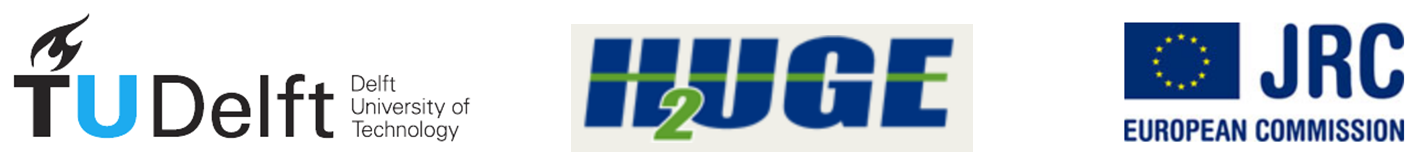 TUDelft
Delft
University of
Technology
H2UGE
JRC
EUROPEAN COMMISSION